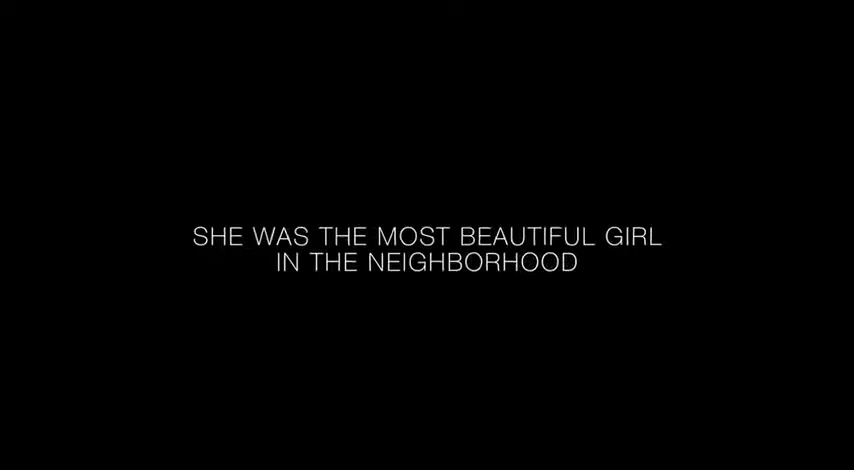 SHE WAS THE MOST BEAUTIFUL GIRL
IN THE NEIGHBORHOOD